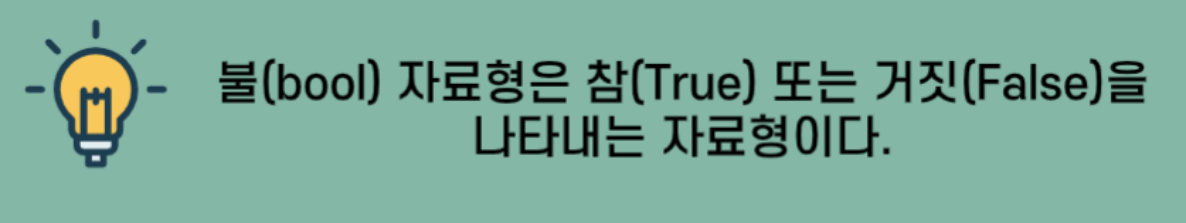 불(bool) 자료형은 참(True) 또는 거짓(False)을
나타내는 자료형이다.